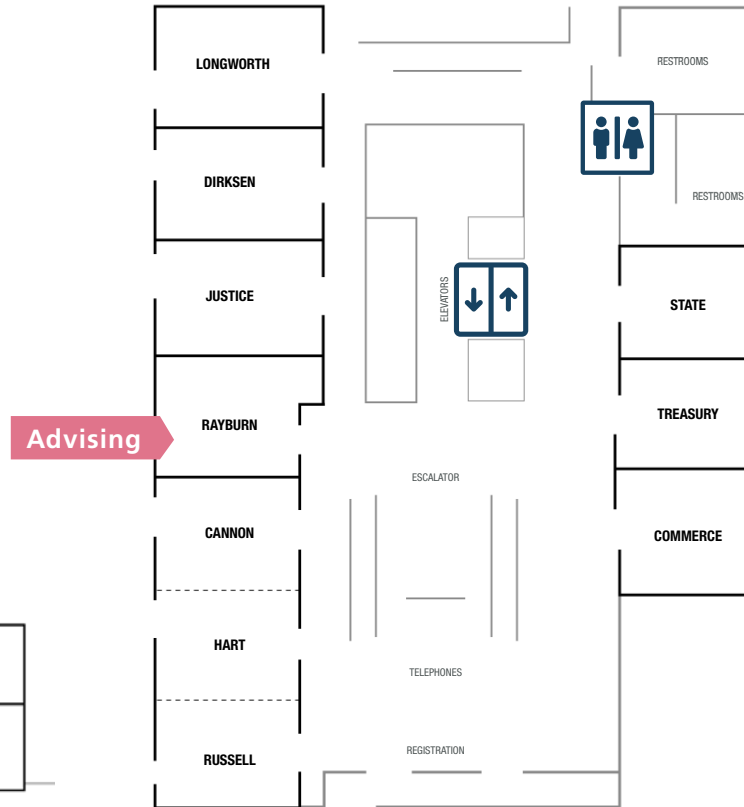 LONGWORTH
RESTROOMS
DIRKSEN
RESTROOMS
JUSTICE
ELEVATORS
STATE
RAYBURN
TREASURY
Advising
ESCALATOR
CANNON
COMMERCE
HART
TELEPHONES
RUSSELL
REGISTRATION